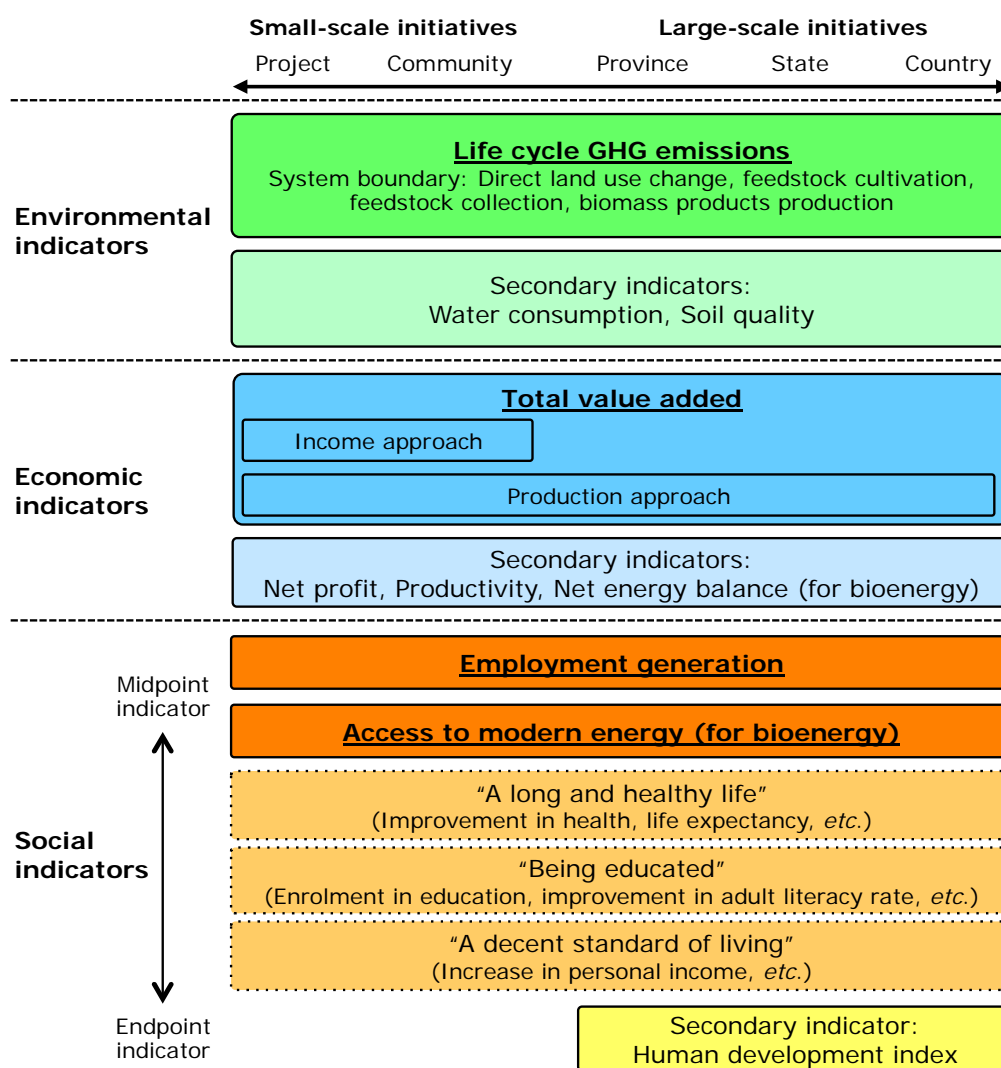 Small-scale initiatives
Large-scale initiatives
Project
Community
Province
State
Country
Environmental
indicators
Life cycle GHG emissions
System boundary: Direct land use change, feedstock cultivation,
feedstock collection, biomass products production
Secondary indicators:
Water consumption, Soil quality
Economic
indicators
Total value added
Income approach
Production approach
Secondary indicators:
Net profit, Productivity, Net energy balance (for bioenergy)
Social
indicators
Midpoint
indicator
Endpoint
indicator
Employment generation
Access to modern energy (for bioenergy)
“A long and healthy life”
(Improvement in health, life expectancy, etc.)
“Being educated”
(Enrolment in education, improvement in adult literacy rate, etc.)
“A decent standard of living”
(Increase in personal income, etc.)
Secondary indicator:
Human development index